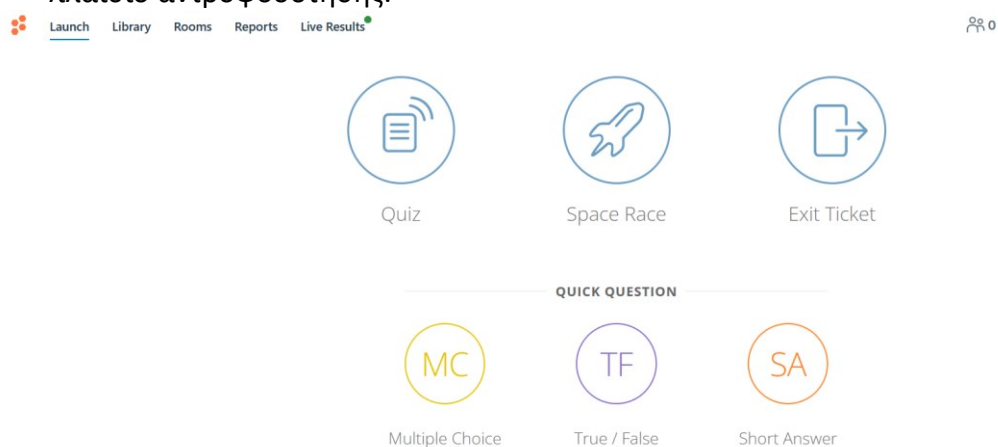 Launch Library Rooms Reports Live Results 0
Quiz Space Race Exit Ticket
QUICK QUESTION
MC TF SA
Multiple Choice True / False Short Answer